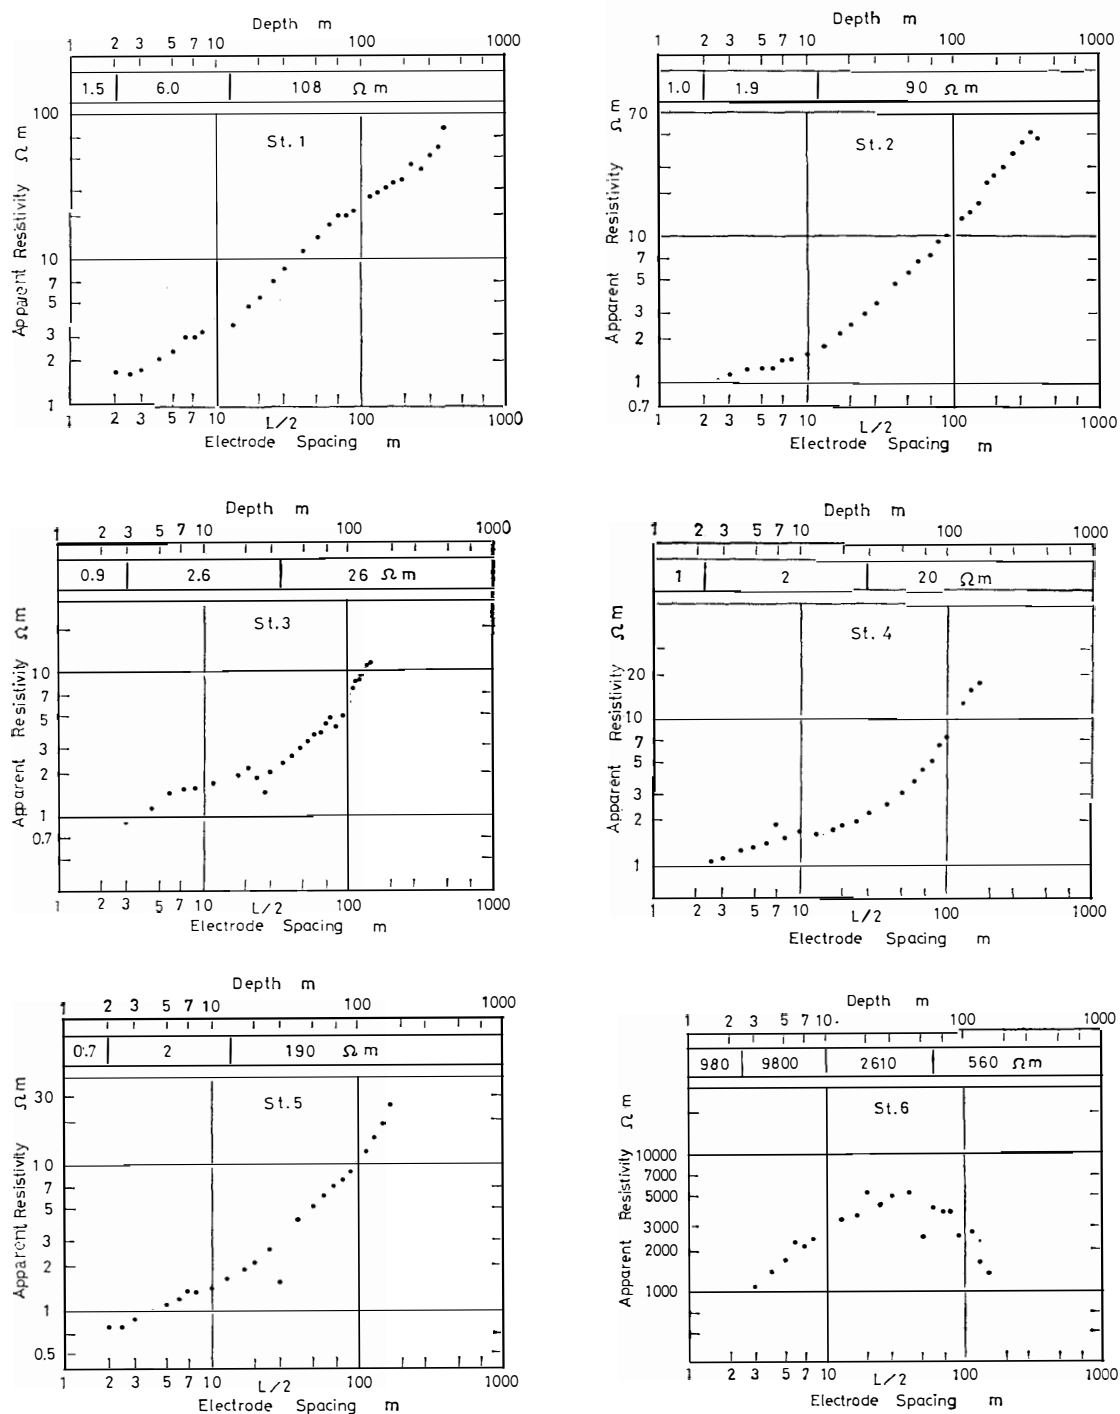 Depth m
1 2 3 5 7 10 100 1000
1.5 6.0 108 Ω m
100
St.1
10
7
5
3
2
1
Apparent Resistivity Ω m
1 2 3 5 7 10 L/2 100 1000
Electrode Spacing m
Depth m
1 2 3 5 7 10 100 1000
1.0 1.9 90 Ω m
70
St.2
10
7
5
3
2
1
0.7
Apparent Resistivity Ω m
1 2 3 5 7 10 L/2 100 1000
Electrode Spacing m
Depth m
1 2 3 5 7 10 100 1000
0.9 2.6 26 Ω m
St.3
10
7
5
3
2
1
0.7
Apparent Resistivity Ω m
1 2 3 5 7 10 L/2 100 1000
Electrode Spacing m
Depth m
1 2 3 5 7 10 100 1000
1 2 20 Ω m
St. 4
20
10
7
5
3
2
1
Apparent Resistivity Ω m
1 2 3 5 7 10 L/2 100 1000
Electrode Spacing m
Depth m
1 2 3 5 7 10 100 1000
0.7 2 190 Ω m
30
St.5
10
7
5
3
2
1
0.5
Apparent Resistivity Ω m
1 2 3 5 7 10 L/2 100 1000
Electrode Spacing m
Depth m
1 2 3 5 7 10 100 1000
980 9800 2610 560 Ω m
St.6
10000
7000
5000
3000
2000
1000
Apparent Resistivity Ω m
1 2 3 5 7 10 L/2 100 1000
Electrode Spacing m